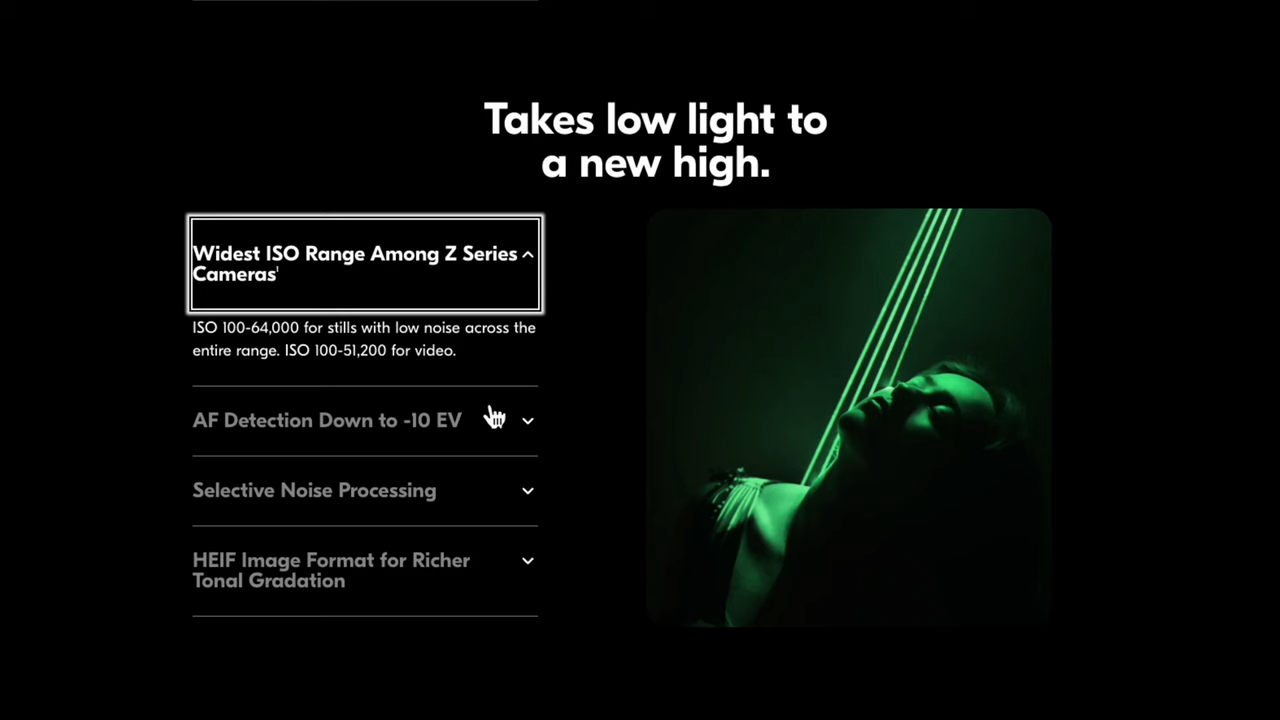 Takes low light to
a new high.
Widest ISO Range Among Z Series
Cameras¹
ISO 100-64,000 for stills with low noise across the
entire range. ISO 100-51,200 for video.
AF Detection Down to -10 EV
Selective Noise Processing
HEIF Image Format for Richer
Tonal Gradation